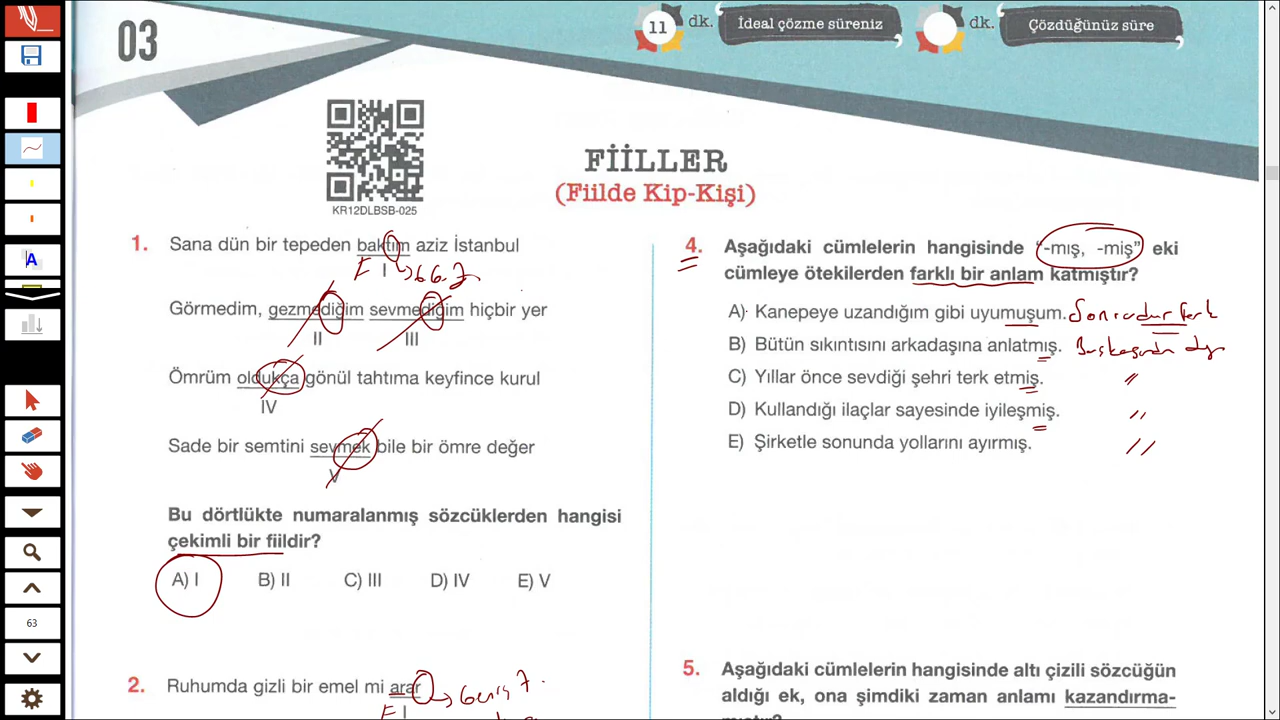 03
11 dk. İdeal çözme süreniz
dk. Çözdüğünüz süre
KR12DLBSB-025
FİİLLER
(Fiilde Kip-Kişi)
1. Sana dün bir tepeden baktım aziz İstanbul
I
Görmedim, gezmediğim sevmediğim hiçbir yer
II III
Ömrüm oldukça gönül tahtıma keyfince kurul
IV
Sade bir semtini sevmek bile bir ömre değer
V
Bu dörtlükte numaralanmış sözcüklerden hangisi
çekimli bir fiildir?
A) I B) II C) III D) IV E) V
2. Ruhumda gizli bir emel mi arar
Geniş z.
F I
4. Aşağıdaki cümlelerin hangisinde "-mış, -miş" eki
cümleye ötekilerden farklı bir anlam katmıştır?
A) Kanepeye uzandığım gibi uyumuşum. Sonradan fark
B) Bütün sıkıntısını arkadaşına anlatmış. Başkasından
C) Yıllar önce sevdiği şehri terk etmiş. "
D) Kullandığı ilaçlar sayesinde iyileşmiş. "
E) Şirketle sonunda yollarını ayırmış. "
5. Aşağıdaki cümlelerin hangisinde altı çizili sözcüğün
aldığı ek, ona şimdiki zaman anlamı kazandırma-
mıştır?
A
63